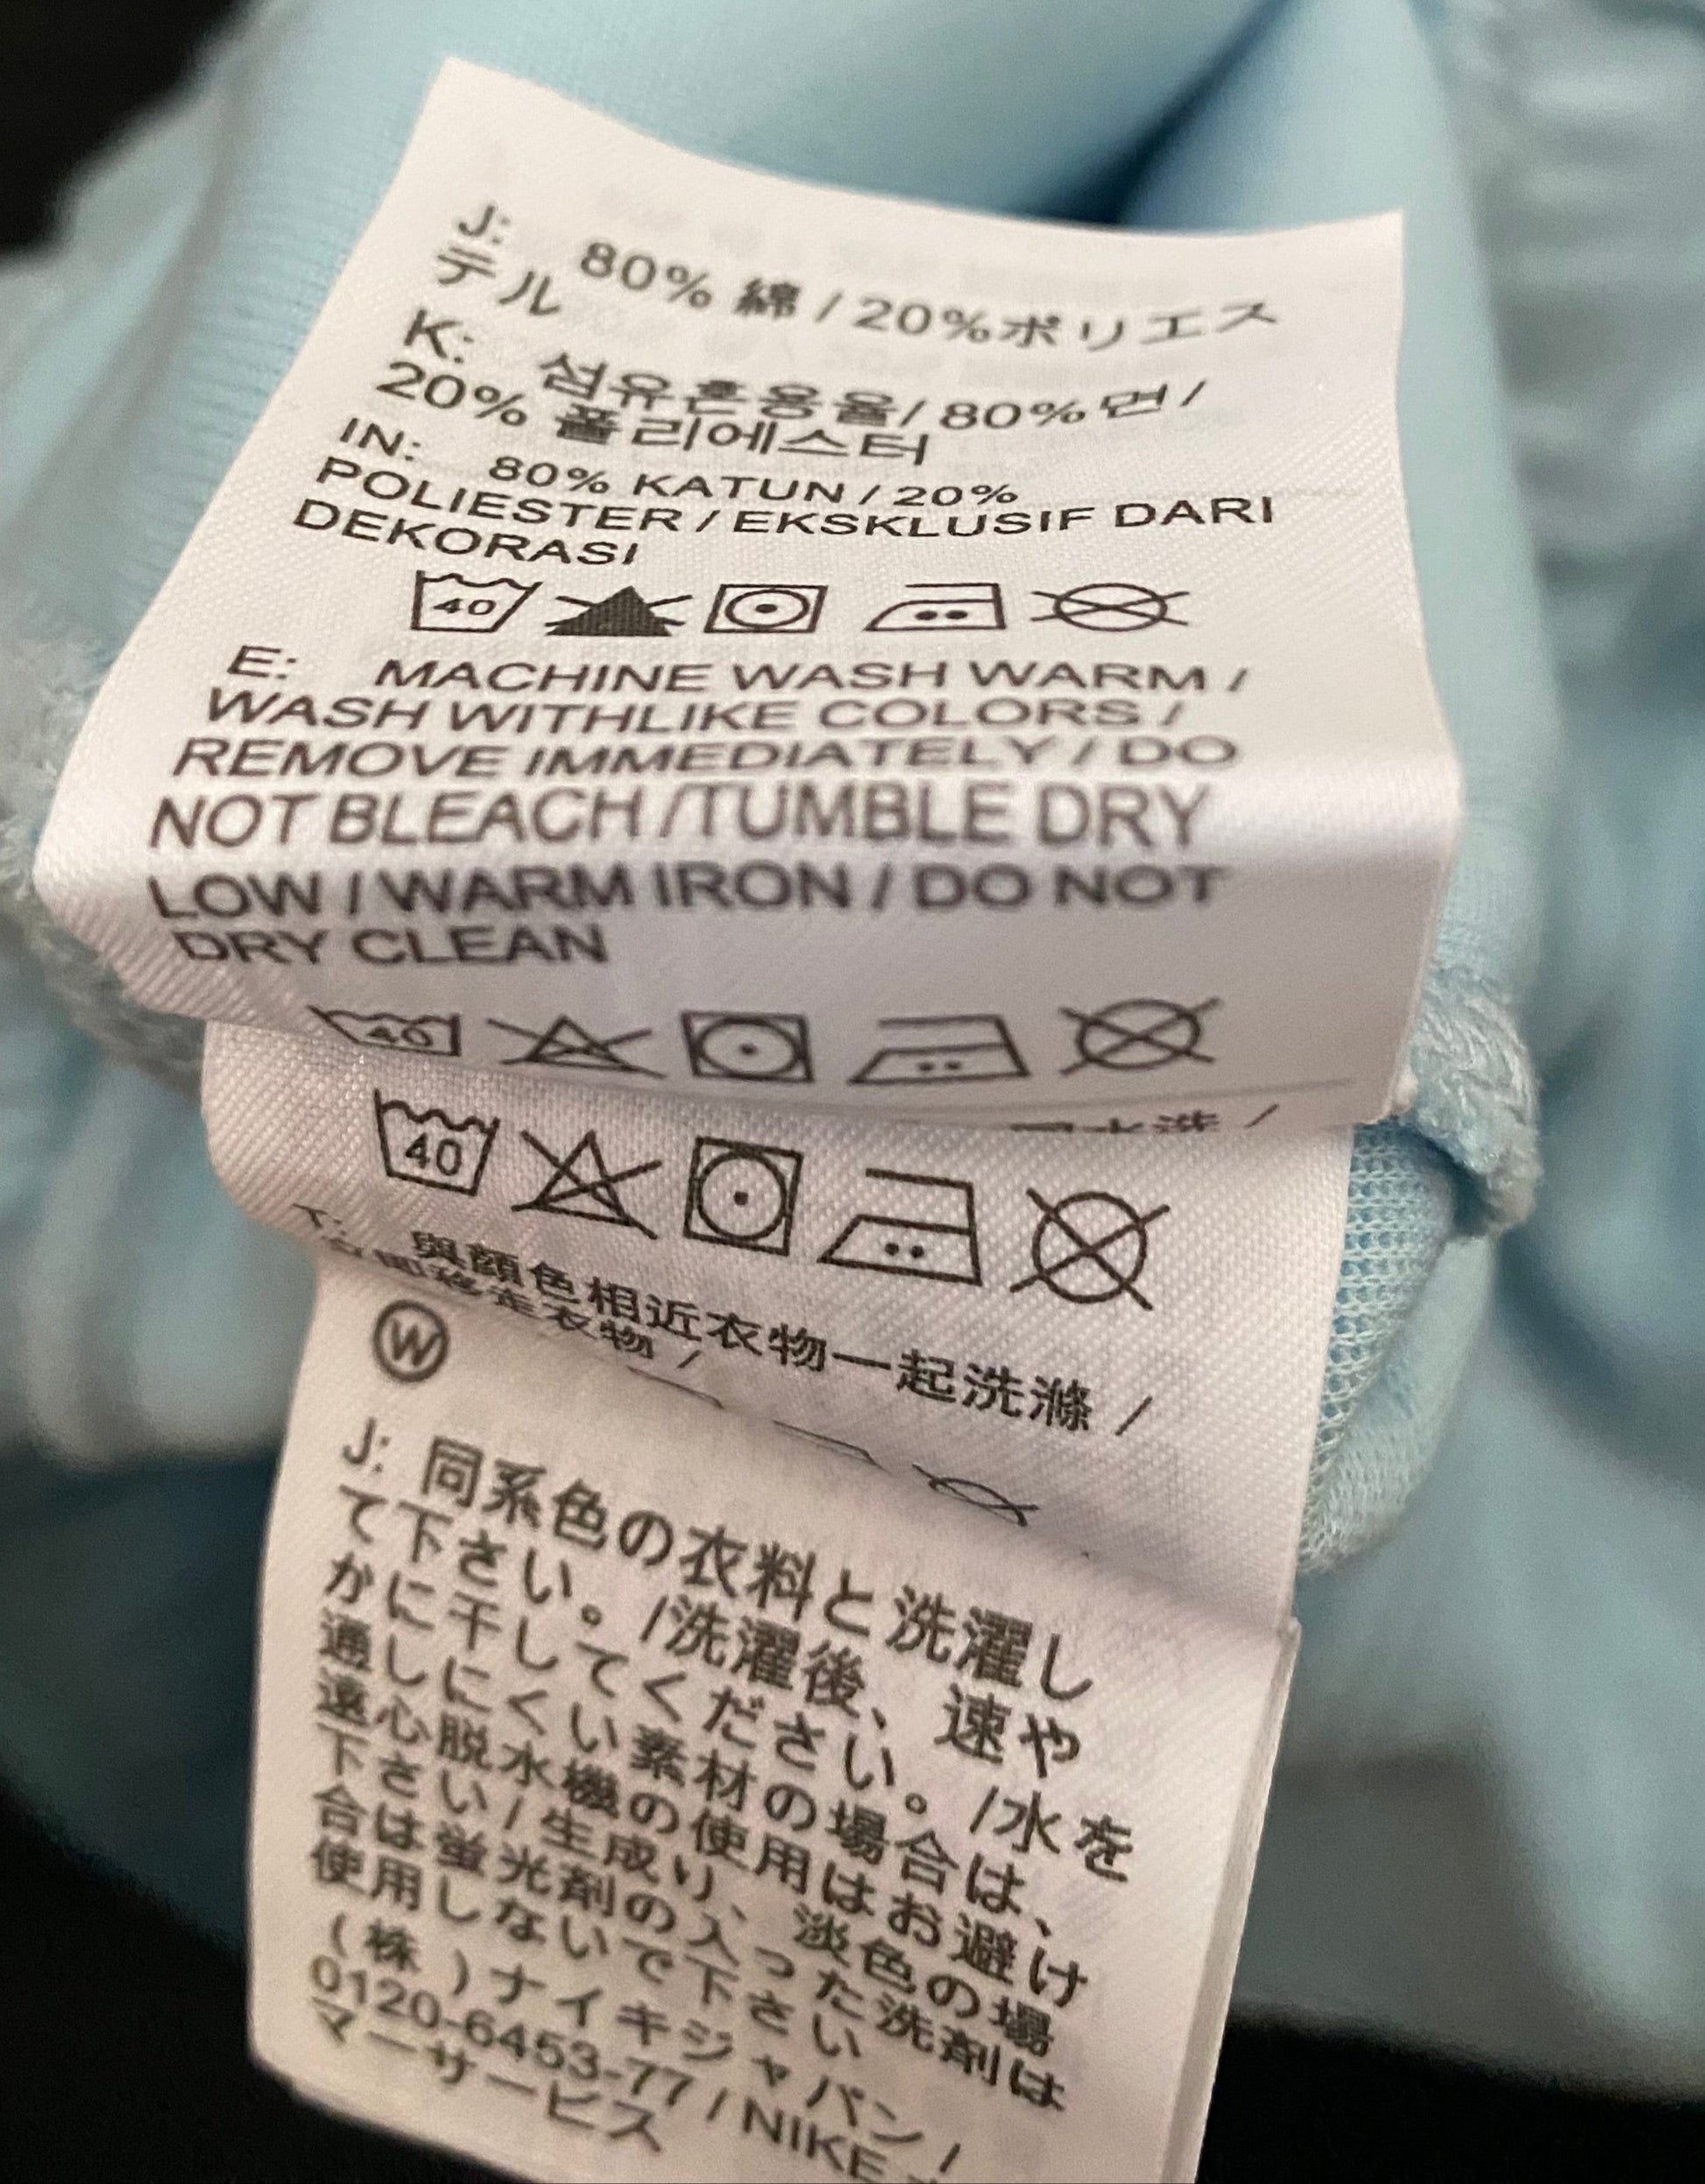 J: 80% 綿 / 20%ポリエス
テル
K: 섬유혼용율/ 80%면/
20% 폴리에스터
IN: 80% KATUN / 20%
POLIESTER / EKSKLUSIF DARI
DEKORASI
40
E: MACHINE WASH WARM /
WASH WITHLIKE COLORS /
REMOVE IMMEDIATELY / DO
NOT BLEACH /TUMBLE DRY
LOW / WARM IRON / DO NOT
DRY CLEAN
40
40
T: 與顏色相近衣物一起洗滌 /
立即移走衣物 /
W
J: 同系色の衣料と洗濯し
て下さい。/洗濯後、速や
かに干してください。/水を
通しにくい素材の場合は、
遠心脱水機の使用はお避け
下さい / 生成り、淡色の場
合は蛍光剤の入った洗剤は
使用しないで下さい
(株)ナイキジャパン /
0120-6453-77 / NIKE
マーサービス